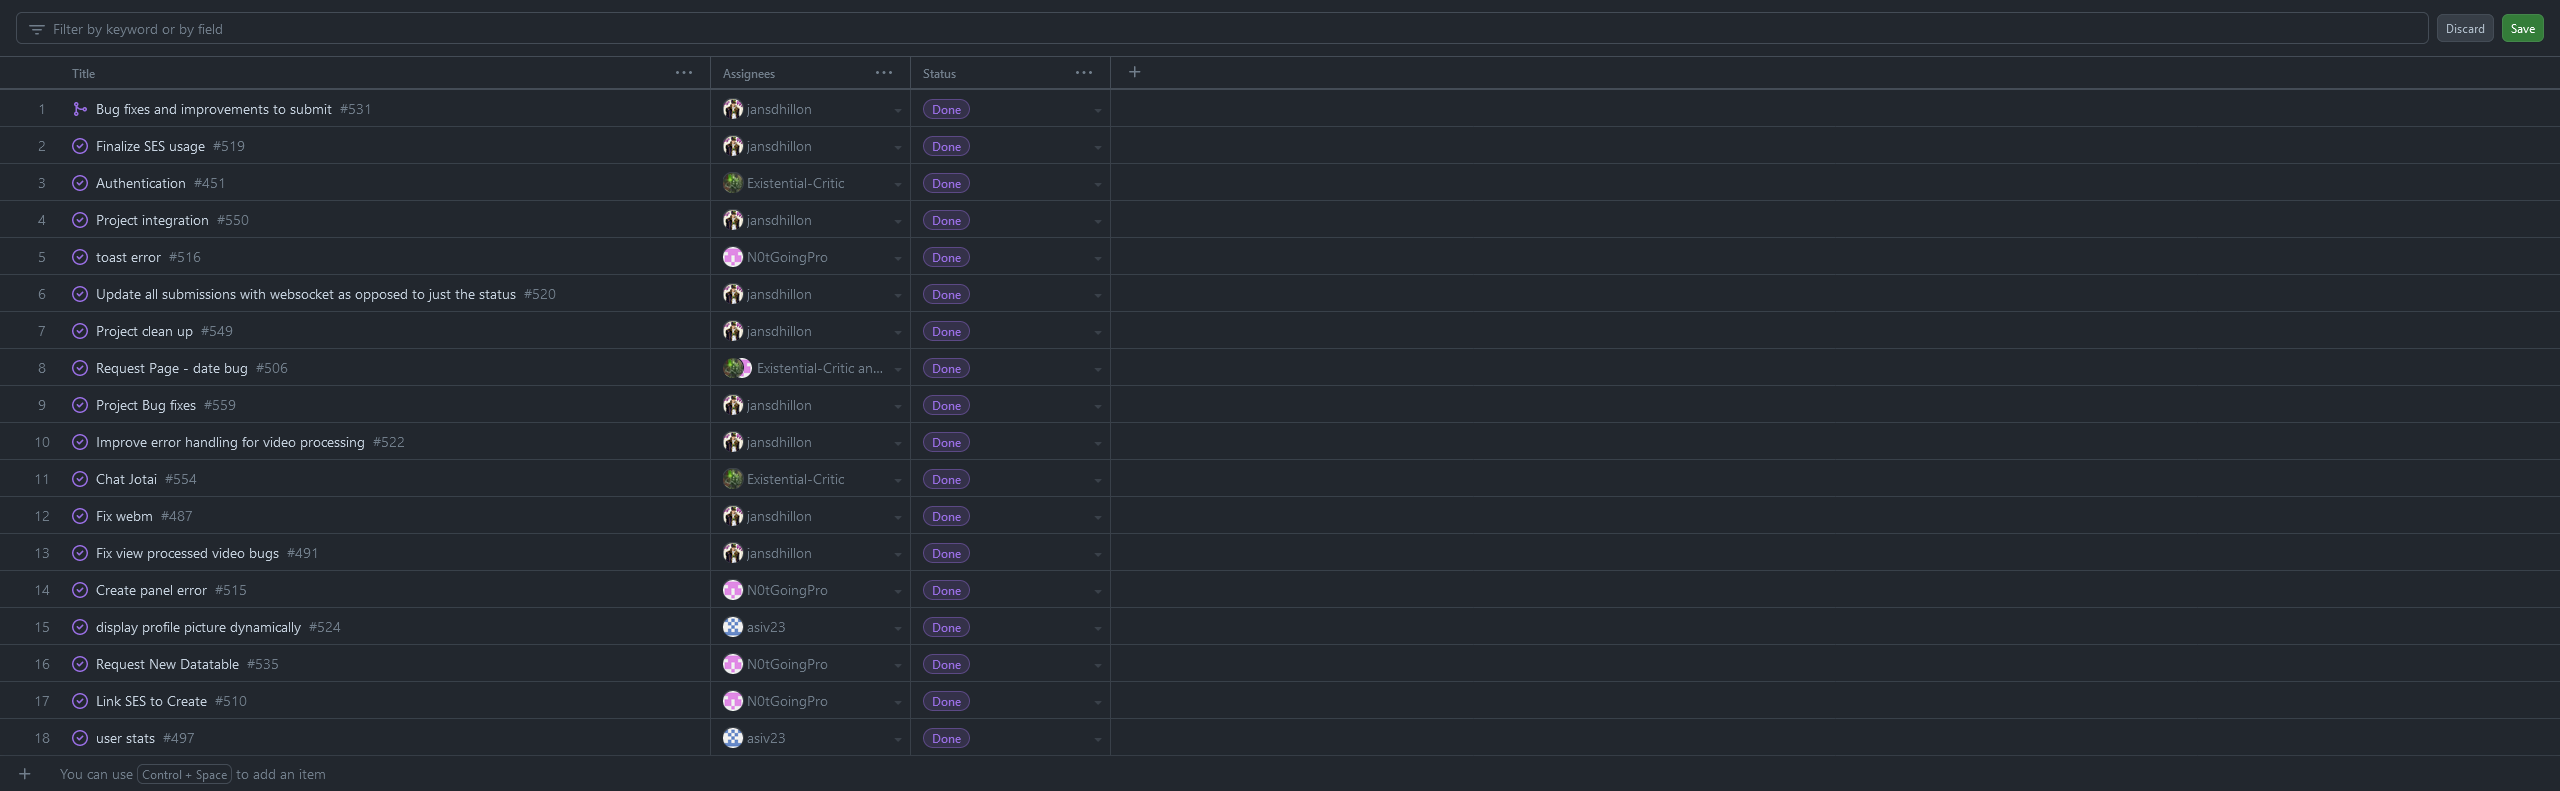 Filter by keyword or by field Discard Save
Title Assignees Status
1 Bug fixes and improvements to submit #531 jansdhillon Done
2 Finalize SES usage #519 jansdhillon Done
3 Authentication #451 Existential-Critic Done
4 Project integration #550 jansdhillon Done
5 toast error #516 N0tGoingPro Done
6 Update all submissions with websocket as opposed to just the status #520 jansdhillon Done
7 Project clean up #549 jansdhillon Done
8 Request Page - date bug #506 Existential-Critic an... Done
9 Project Bug fixes #559 jansdhillon Done
10 Improve error handling for video processing #522 jansdhillon Done
11 Chat Jotai #554 Existential-Critic Done
12 Fix webm #487 jansdhillon Done
13 Fix view processed video bugs #491 jansdhillon Done
14 Create panel error #515 N0tGoingPro Done
15 display profile picture dynamically #524 asiv23 Done
16 Request New Datatable #535 N0tGoingPro Done
17 Link SES to Create #510 N0tGoingPro Done
18 user stats #497 asiv23 Done
You can use Control + Space to add an item